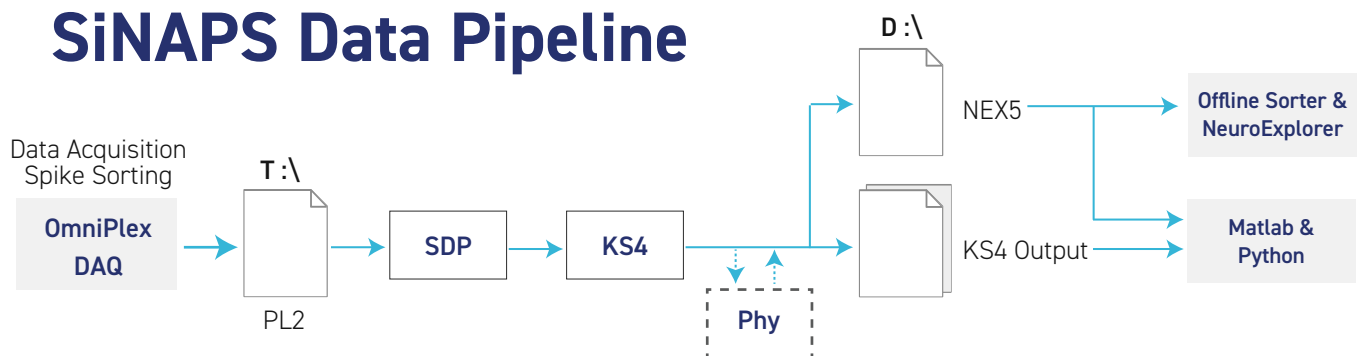 SiNAPS Data Pipeline
D :\
NEX5
Offline Sorter &
NeuroExplorer
Data Acquisition
Spike Sorting
T :\
OmniPlex
DAQ
SDP
KS4
KS4 Output
Matlab &
Python
PL2
Phy